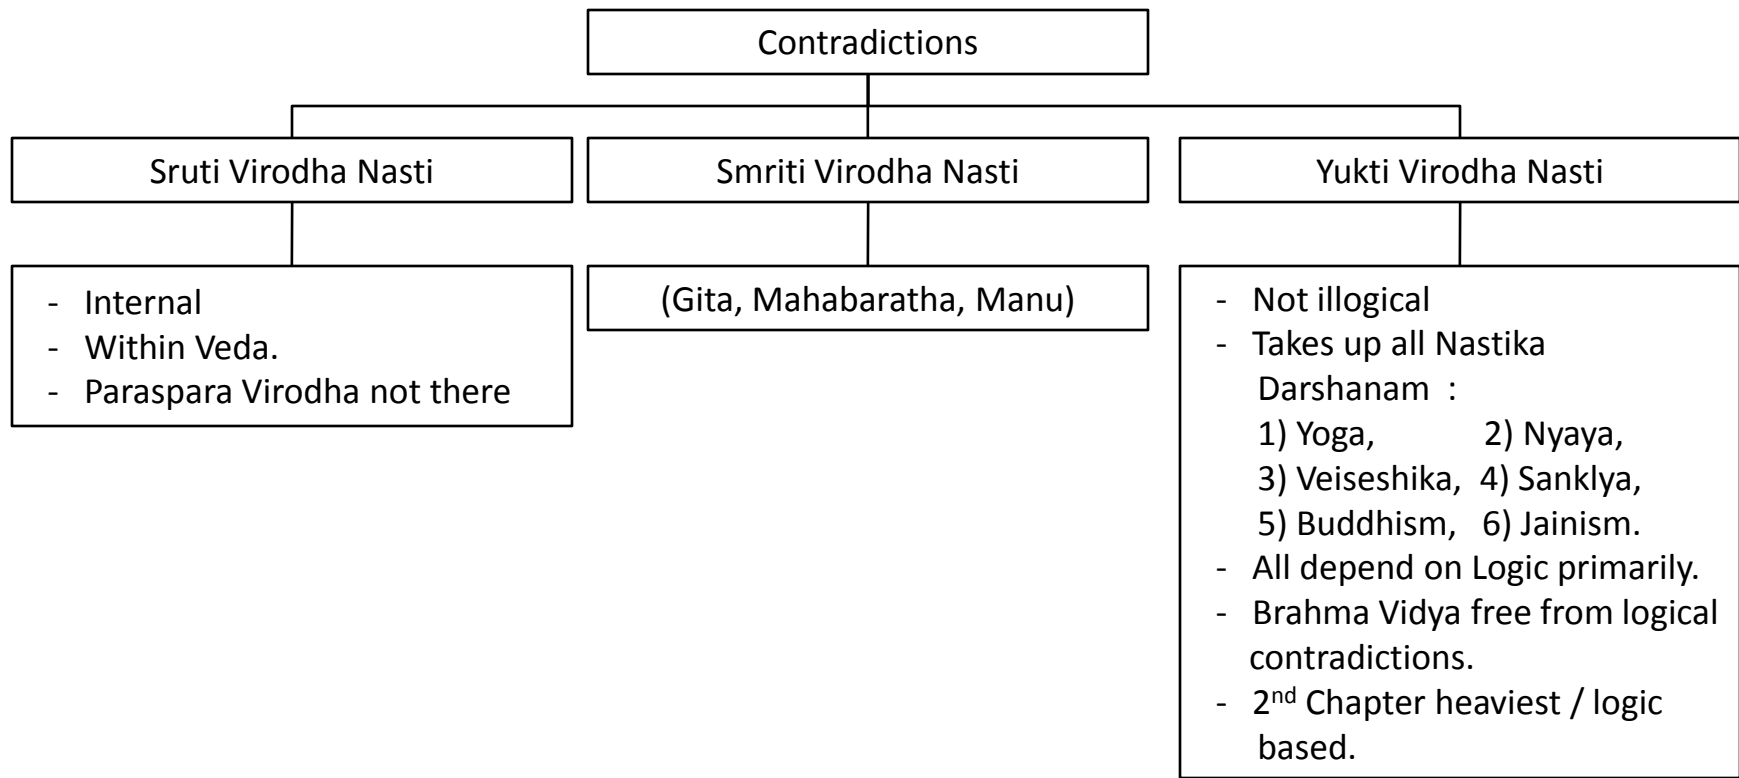 Contradictions
Sruti Virodha Nasti
Smriti Virodha Nasti
Yukti Virodha Nasti
- Internal
- Within Veda.
- Paraspara Virodha not there
(Gita, Mahabaratha, Manu)
- Not illogical
- Takes up all Nastika
Darshanam :
1) Yoga, 2) Nyaya,
3) Veiseshika, 4) Sanklya,
5) Buddhism, 6) Jainism.
- All depend on Logic primarily.
- Brahma Vidya free from logical
contradictions.
- 2nd Chapter heaviest / logic
based.